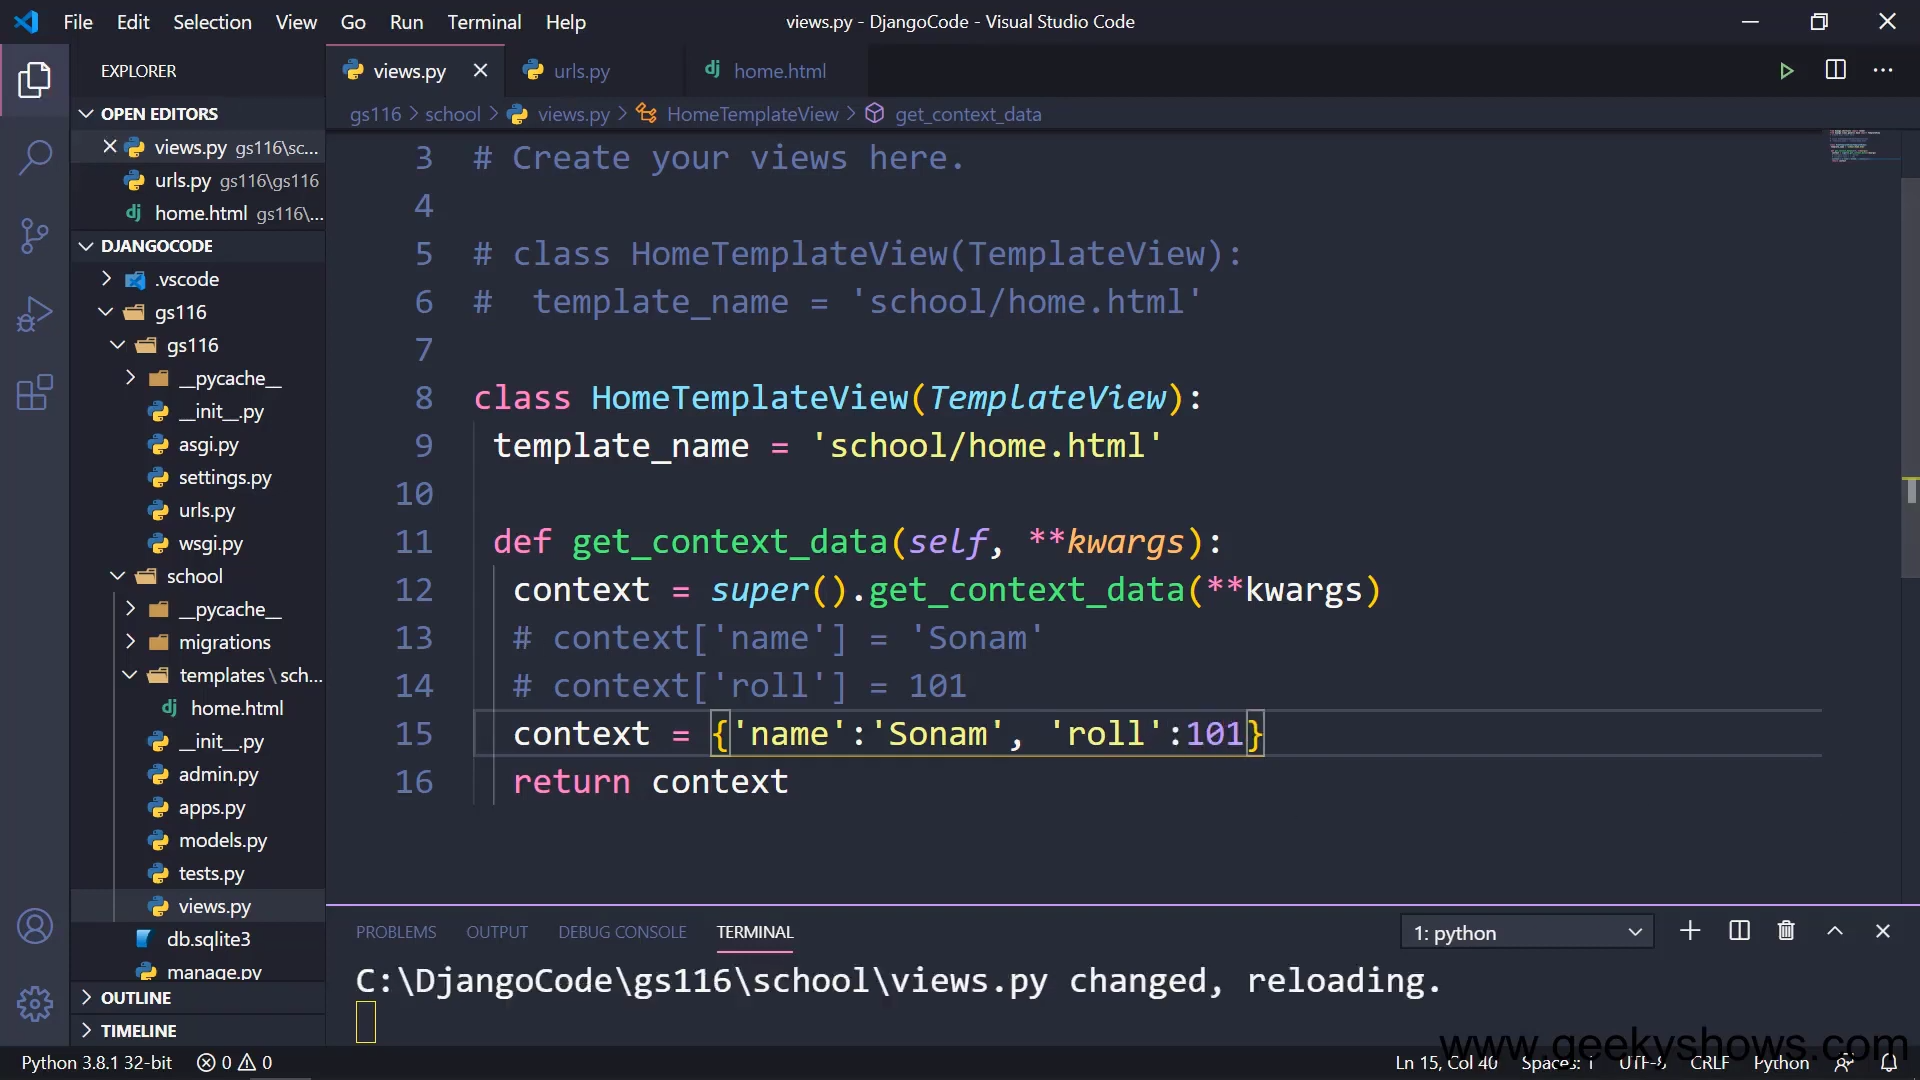 File Edit Selection View Go Run Terminal Help
views.py - DjangoCode - Visual Studio Code
EXPLORER
OPEN EDITORS
views.py gs116\sc...
urls.py gs116\gs116
home.html gs116\...
DJANGOCODE
.vscode
gs116
gs116
__pycache__
__init__.py
asgi.py
settings.py
urls.py
wsgi.py
school
__pycache__
migrations
templates\sch...
home.html
__init__.py
admin.py
apps.py
models.py
tests.py
views.py
db.sqlite3
manage.py
OUTLINE
TIMELINE
views.py urls.py home.html
gs116 > school > views.py > HomeTemplateView > get_context_data
3 # Create your views here.
4
5 # class HomeTemplateView(TemplateView):
6 #  template_name = 'school/home.html'
7
8 class HomeTemplateView(TemplateView):
9  template_name = 'school/home.html'
10
11  def get_context_data(self, **kwargs):
12   context = super().get_context_data(**kwargs)
13   # context['name'] = 'Sonam'
14   # context['roll'] = 101
15   context = {'name':'Sonam', 'roll':101}
16   return context
PROBLEMS OUTPUT DEBUG CONSOLE TERMINAL
1: python
C:\DjangoCode\gs116\school\views.py changed, reloading.
www.geekyshows.com
Python 3.8.1 32-bit 0 0
Ln 15, Col 40 Spaces: 1 UTF-8 CRLF Python